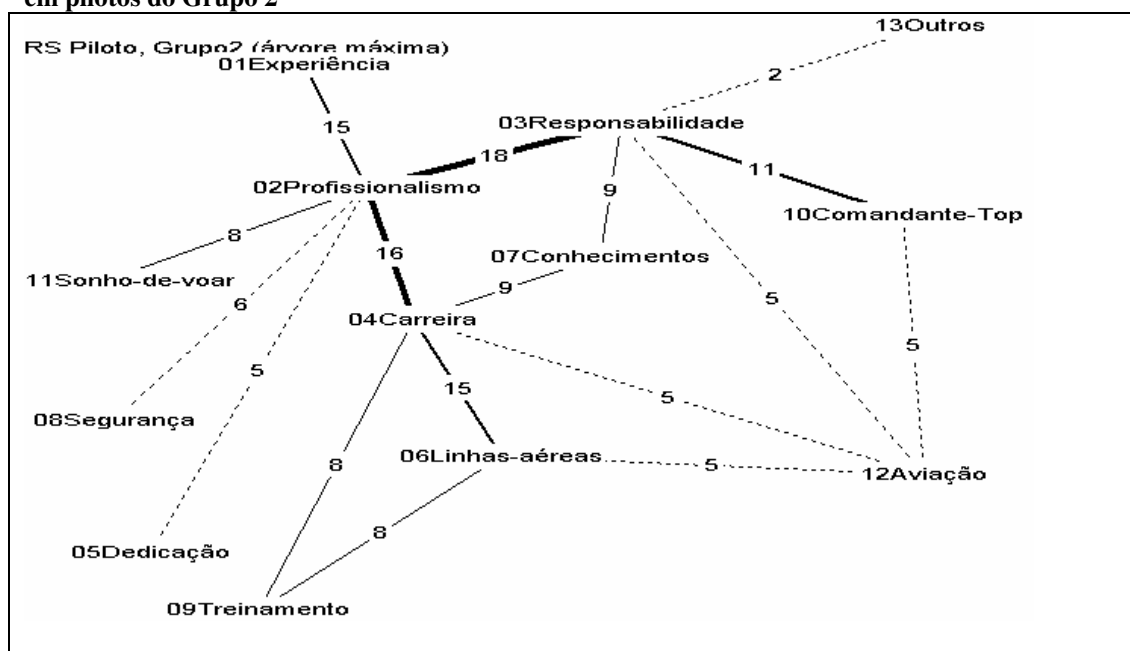 em pilotos do Grupo 2
13Outros
RS Piloto, Grupo2 (árvore máxima)
01Experiência
2
15
03Responsabilidade
18
11
02Profissionalismo
9
10Comandante-Top
8
16
07Conhecimentos
11Sonho-de-voar
9
6
5
04Carreira
5
5
15
5
08Segurança
06Linhas-aéreas
5
12Aviação
8
8
05Dedicação
09Treinamento